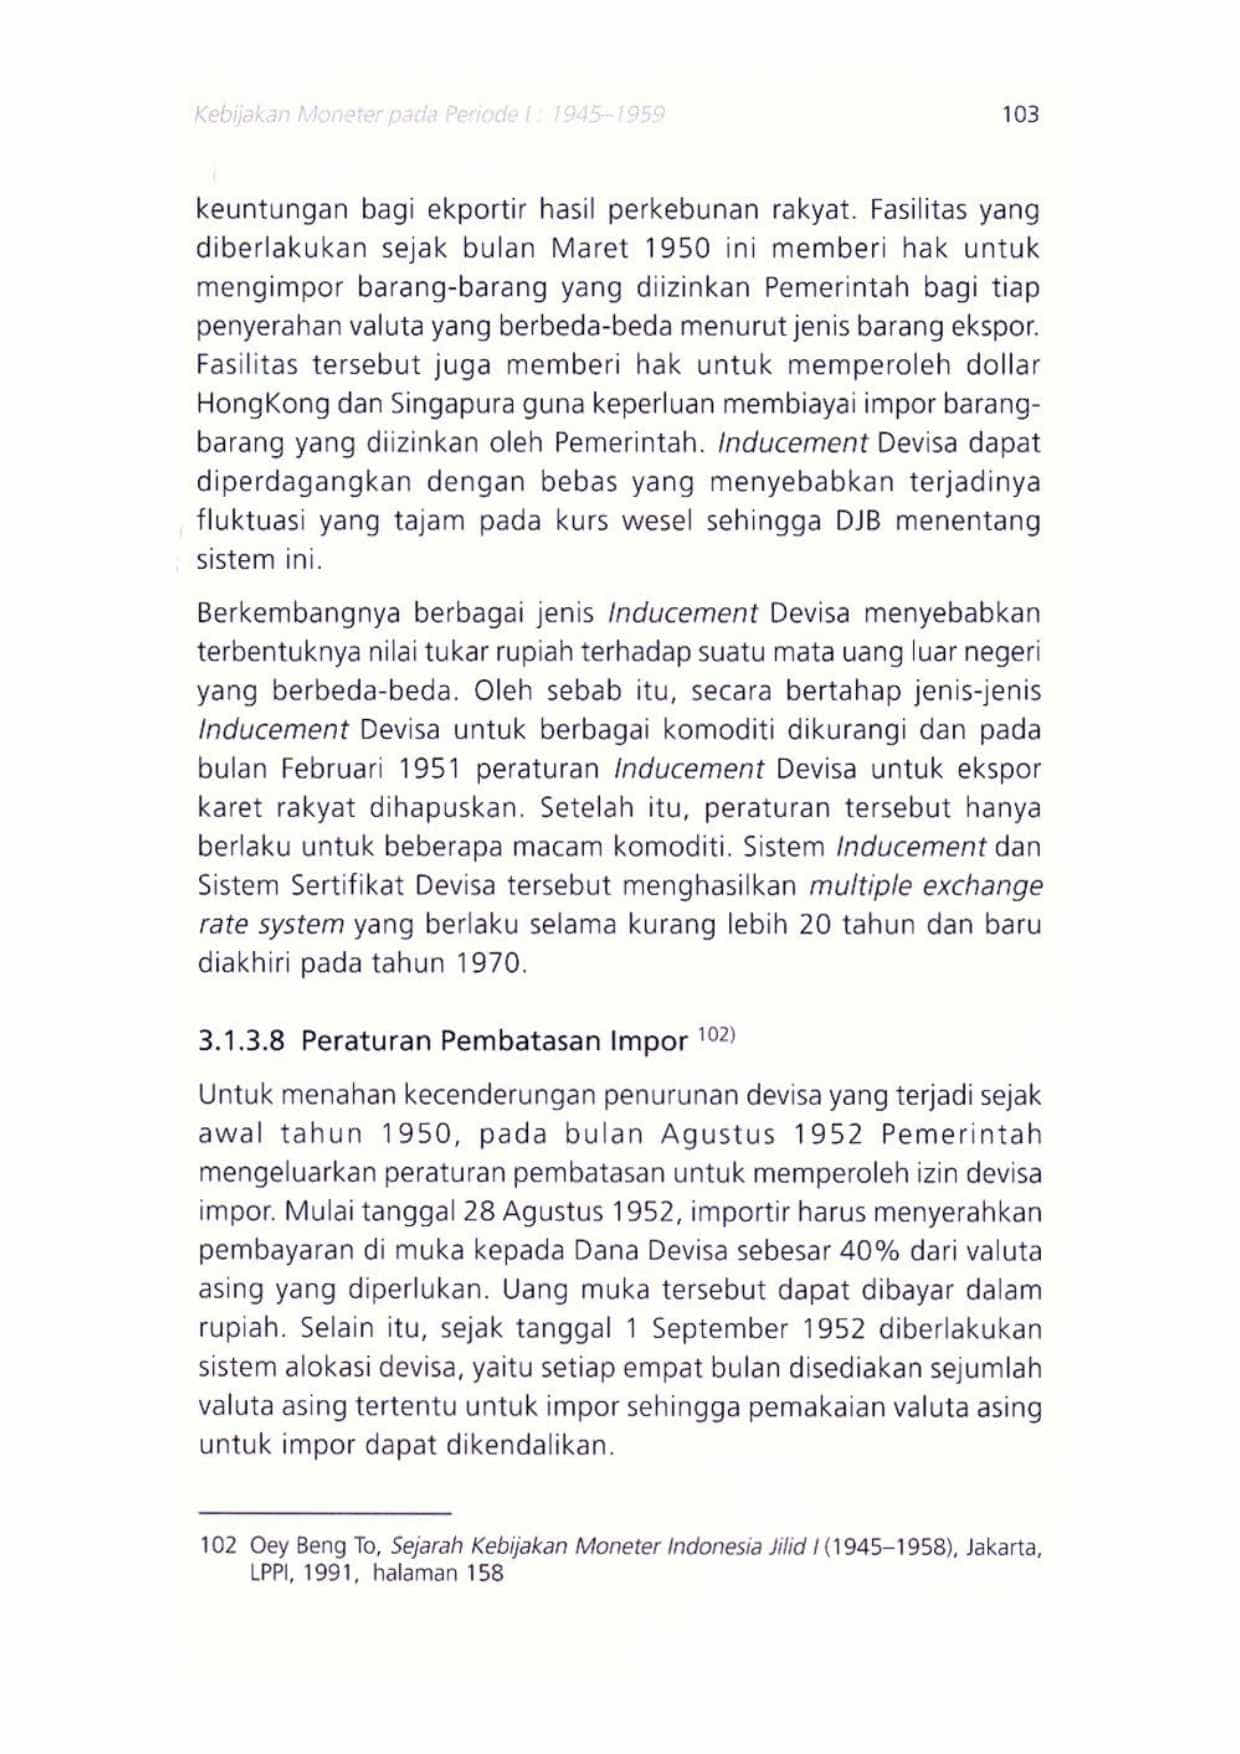 Kebijakan Moneter pada Periode I : 1945–1959 103
keuntungan bagi ekportir hasil perkebunan rakyat. Fasilitas yang
diberlakukan sejak bulan Maret 1950 ini memberi hak untuk
mengimpor barang-barang yang diizinkan Pemerintah bagi tiap
penyerahan valuta yang berbeda-beda menurut jenis barang ekspor.
Fasilitas tersebut juga memberi hak untuk memperoleh dollar
HongKong dan Singapura guna keperluan membiayai impor barang-
barang yang diizinkan oleh Pemerintah. Inducement Devisa dapat
diperdagangkan dengan bebas yang menyebabkan terjadinya
fluktuasi yang tajam pada kurs wesel sehingga DJB menentang
sistem ini.
Berkembangnya berbagai jenis Inducement Devisa menyebabkan
terbentuknya nilai tukar rupiah terhadap suatu mata uang luar negeri
yang berbeda-beda. Oleh sebab itu, secara bertahap jenis-jenis
Inducement Devisa untuk berbagai komoditi dikurangi dan pada
bulan Februari 1951 peraturan Inducement Devisa untuk ekspor
karet rakyat dihapuskan. Setelah itu, peraturan tersebut hanya
berlaku untuk beberapa macam komoditi. Sistem Inducement dan
Sistem Sertifikat Devisa tersebut menghasilkan multiple exchange
rate system yang berlaku selama kurang lebih 20 tahun dan baru
diakhiri pada tahun 1970.
3.1.3.8 Peraturan Pembatasan Impor 102)
Untuk menahan kecenderungan penurunan devisa yang terjadi sejak
awal tahun 1950, pada bulan Agustus 1952 Pemerintah
mengeluarkan peraturan pembatasan untuk memperoleh izin devisa
impor. Mulai tanggal 28 Agustus 1952, importir harus menyerahkan
pembayaran di muka kepada Dana Devisa sebesar 40% dari valuta
asing yang diperlukan. Uang muka tersebut dapat dibayar dalam
rupiah. Selain itu, sejak tanggal 1 September 1952 diberlakukan
sistem alokasi devisa, yaitu setiap empat bulan disediakan sejumlah
valuta asing tertentu untuk impor sehingga pemakaian valuta asing
untuk impor dapat dikendalikan.
102 Oey Beng To, Sejarah Kebijakan Moneter Indonesia Jilid I (1945–1958), Jakarta,
LPPI, 1991, halaman 158